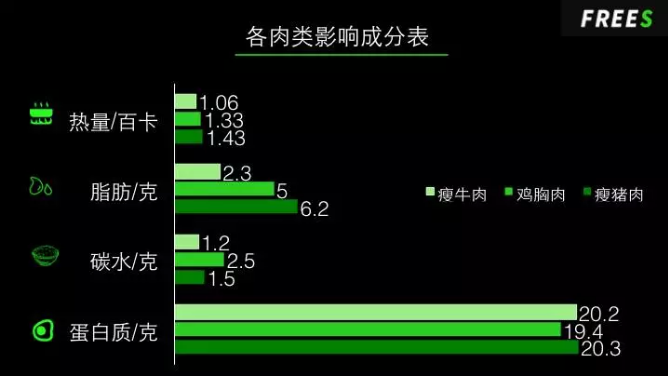 FREES
各肉类影响成分表
热量/百卡
1.06
1.33
1.43
脂肪/克
2.3
5
6.2
瘦牛肉 鸡胸肉 瘦猪肉
碳水/克
1.2
2.5
1.5
蛋白质/克
20.2
19.4
20.3